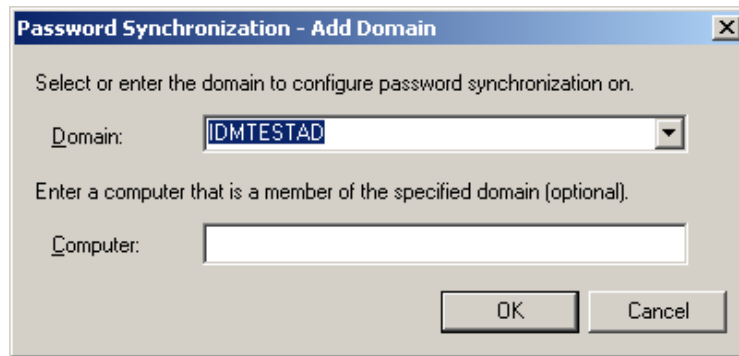 Password Synchronization - Add Domain
Select or enter the domain to configure password synchronization on.
Domain: IDMTESTAD
Enter a computer that is a member of the specified domain (optional).
Computer:
OK Cancel